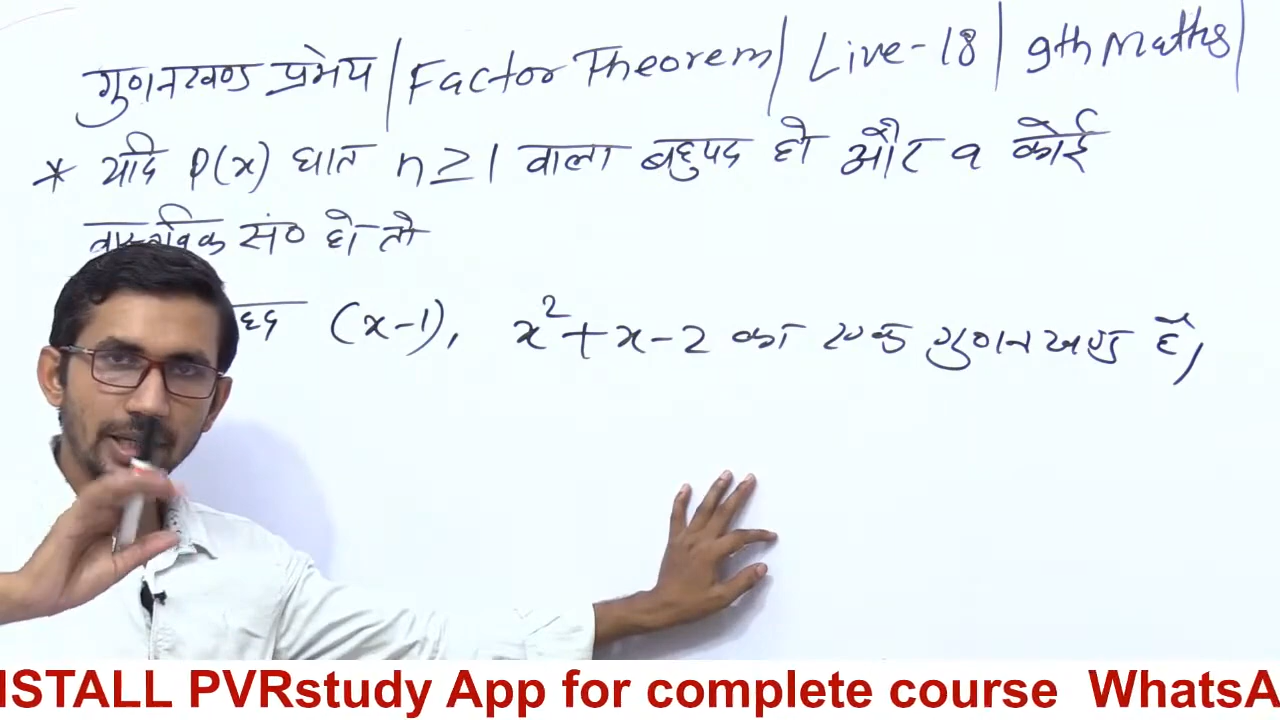 गुणनखण्ड प्रमेय | Factor Theorem | Live-18 | 9th Maths |
* यदि P(x) घात n ≥ 1 वाला बहुपद हो और a कोई
वास्तविक सं० हो तो
(x-1), x²+x-2 का एक गुणनखण्ड है,
ISTALL PVRstudy App for complete course WhatsA